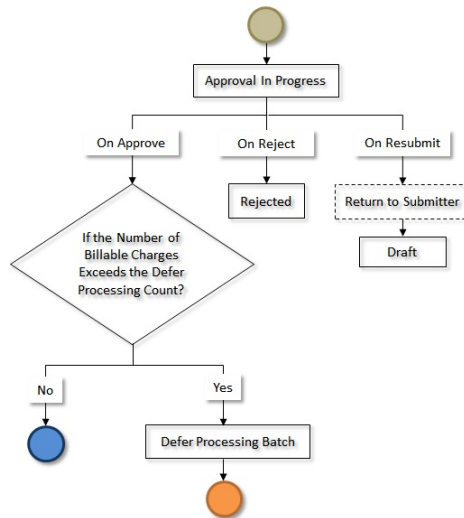 Approval In Progress
On Approve
On Reject
On Resubmit
Rejected
Return to Submitter
Draft
If the Number of
Billable Charges
Exceeds the Defer
Processing Count?
No
Yes
Defer Processing Batch